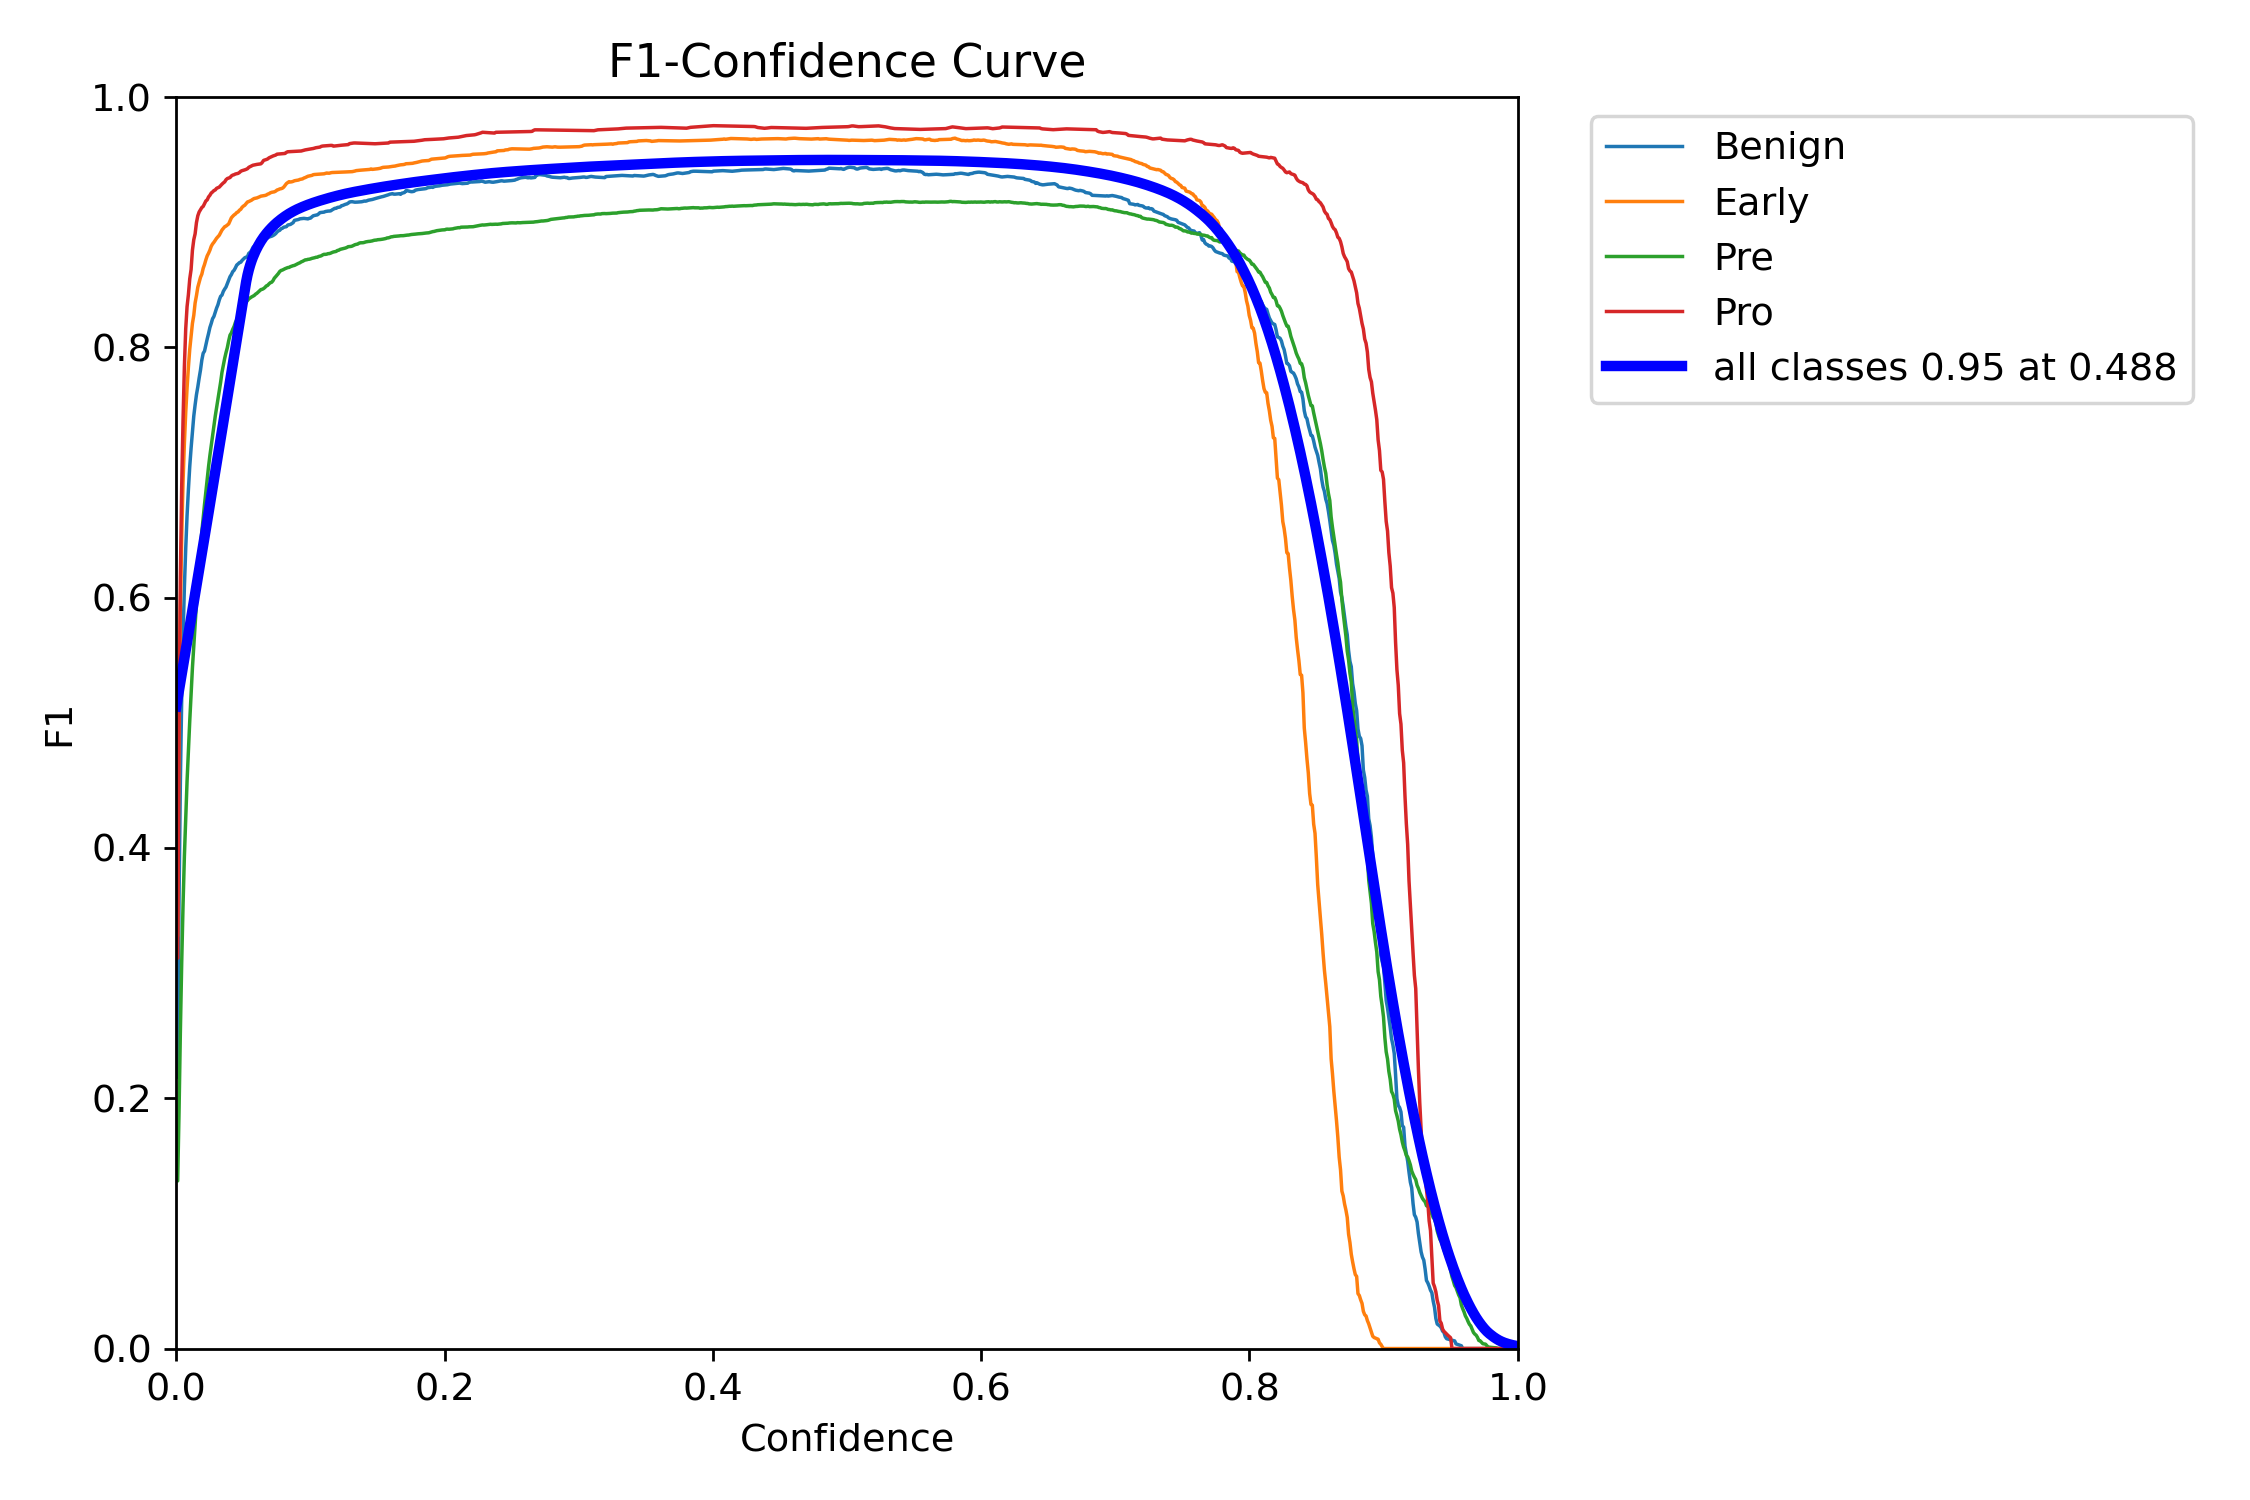 F1-Confidence Curve
1.0
0.8
0.6
0.4
0.2
0.0
F1
0.0 0.2 0.4 0.6 0.8 1.0
Confidence
Benign
Early
Pre
Pro
all classes 0.95 at 0.488